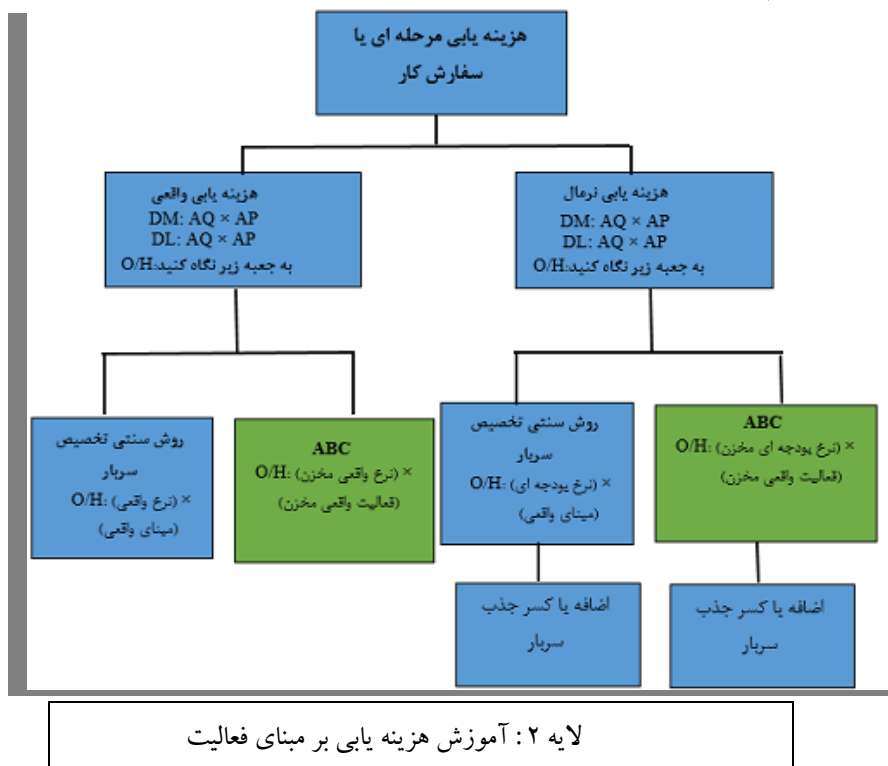 هزینه یابی مرحله ای یا
سفارش کار
هزینه یابی نرمال
DM: AQ × AP
DL: AQ × AP
به جعبه زیر نگاه کنید:O/H
هزینه یابی واقعی
DM: AQ × AP
DL: AQ × AP
به جعبه زیر نگاه کنید:O/H
ABC
× (نرخ بودجه ای مخزن) :O/H
(فعالیت واقعی مخزن)
روش سنتی تخصیص
سربار
× (نرخ بودجه ای) :O/H
(مبنای واقعی)
ABC
× (نرخ واقعی مخزن) :O/H
(فعالیت واقعی مخزن)
روش سنتی تخصیص
سربار
× (نرخ واقعی) :O/H
(مبنای واقعی)
اضافه یا کسر جذب
سربار
اضافه یا کسر جذب
سربار
لایه ۲: آموزش هزینه یابی بر مبنای فعالیت